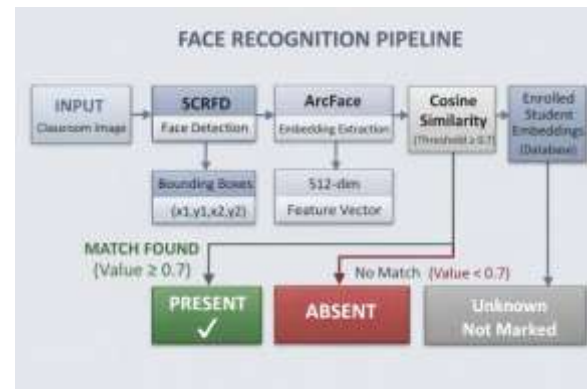 FACE RECOGNITION PIPELINE
INPUT
Classroom Image
SCRFD
Face Detection
ArcFace
Embedding Extraction
Cosine
Similarity
(Threshold ≥ 0.7)
Enrolled
Student
Embeddings
(Database)
Bounding Boxes
(x1,y1,x2,y2)
512-dim
Feature Vector
MATCH FOUND
(Value ≥ 0.7)
No Match (Value < 0.7)
PRESENT
✓
ABSENT
Unknown
Not Marked